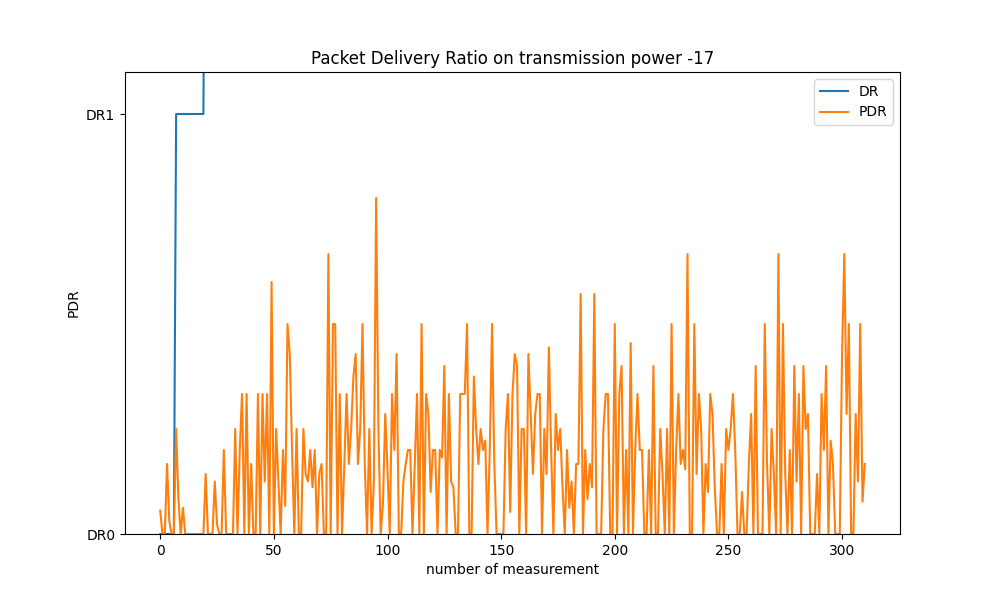 Packet Delivery Ratio on transmission power -17
DR
PDR
DR1
PDR
DR0
0 50 100 150 200 250 300
number of measurement